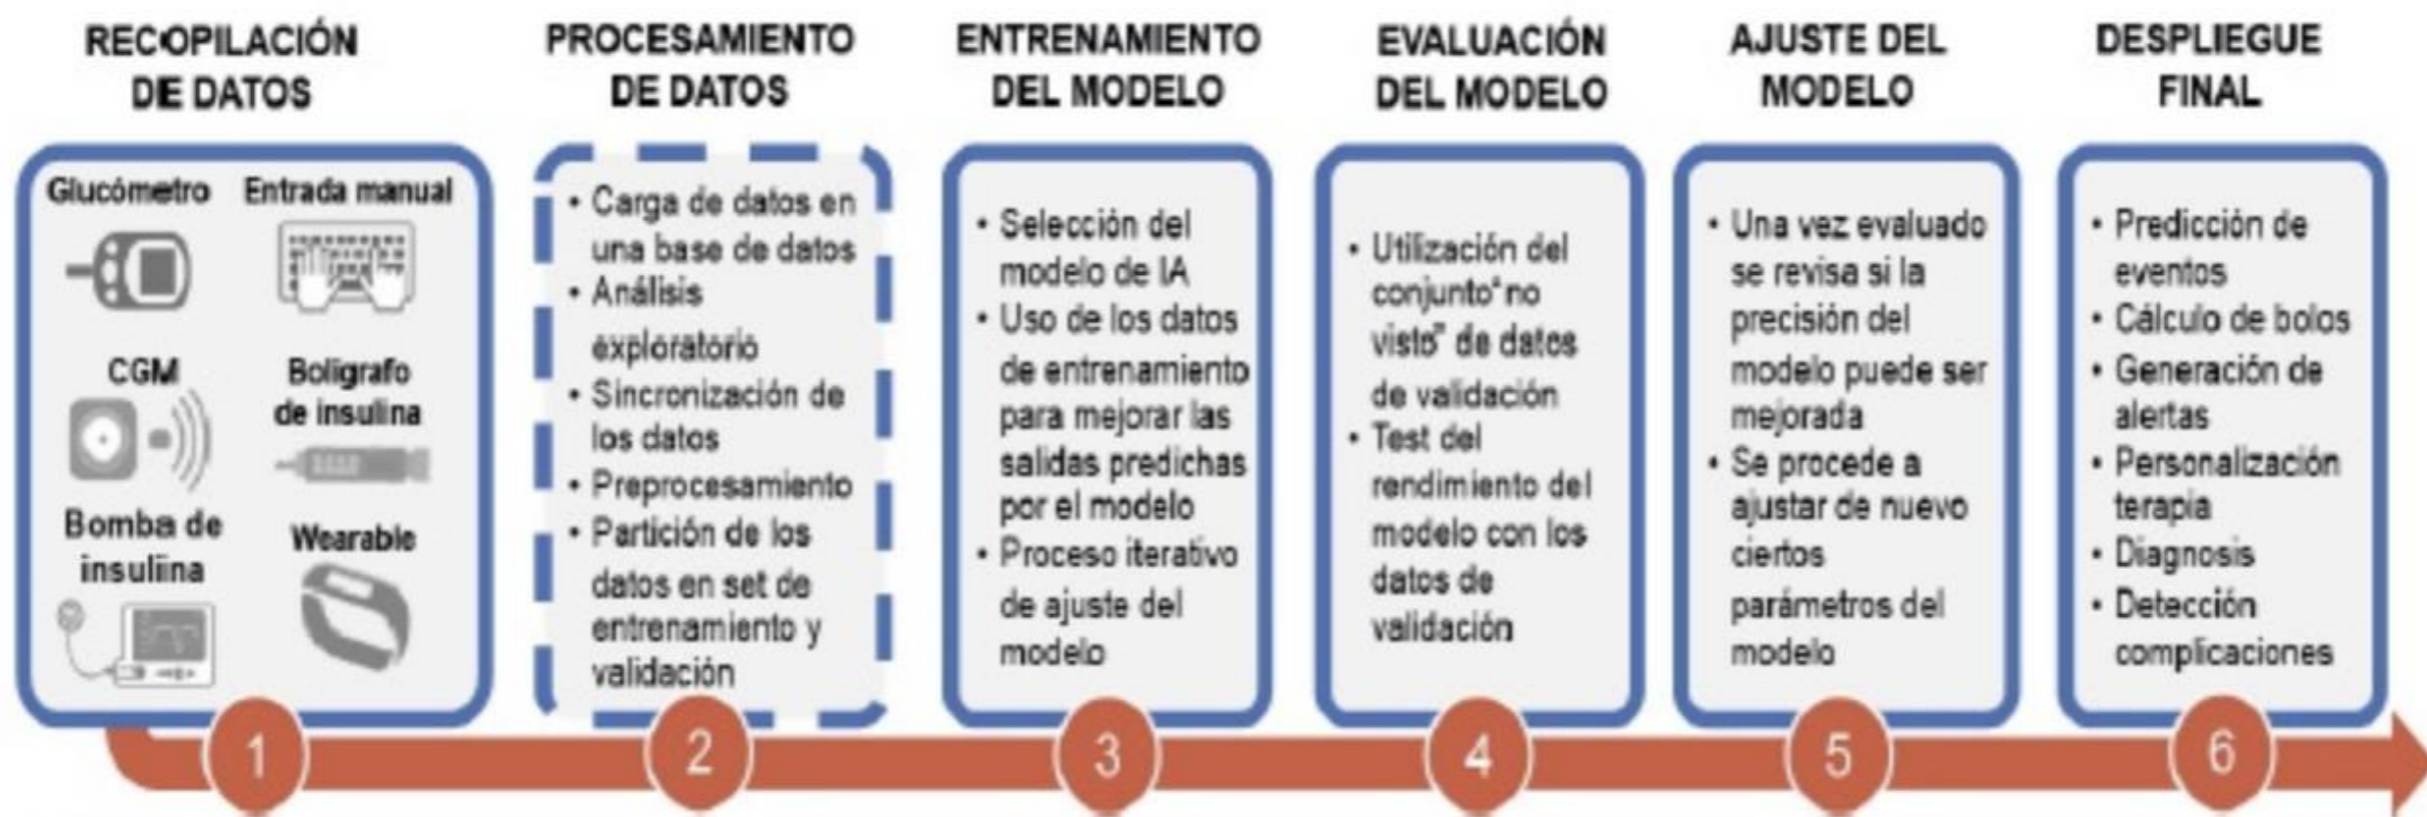 RECOPILACIÓN
DE DATOS
Glucómetro
Entrada manual
CGM
Boligrafo
de insulina
Bomba de
insuliina
Wearable
1
PROCESAMIENTO
DE DATOS
• Carga de datos en
una base de datos
• Análisis
exploratorio
• Sincronización de
los datos
• Preprocesamiento
• Partición de los
datos en set de
entrenamiento y
validación
2
ENTRENAMIENTO
DEL MODELO
• Selección del
modelo de IA
• Uso de los datos
de entrenamiento
para mejorar las
salidas predichas
por el modelo
• Proceso iterativo
de ajuste del
modelo
3
EVALUACIÓN
DEL MODELO
• Utilización del
conjunto"no
visto" de datos
de validación
• Test del
rendimiento del
modelo con los
datos de
validación
4
AJUSTE DEL
MODELO
• Una vez evaluado
se revisa si la
precisión del
modelo puede ser
mejorada
• Se procede a
ajustar de nuevo
ciertos
parámetros del
modelo
5
DESPLIEGUE
FINAL
• Predicción de
eventos
• Cálculo de bolos
• Generación de
alertas
• Personalización
terapia
• Diagnosis
• Detección
complicaciones
6